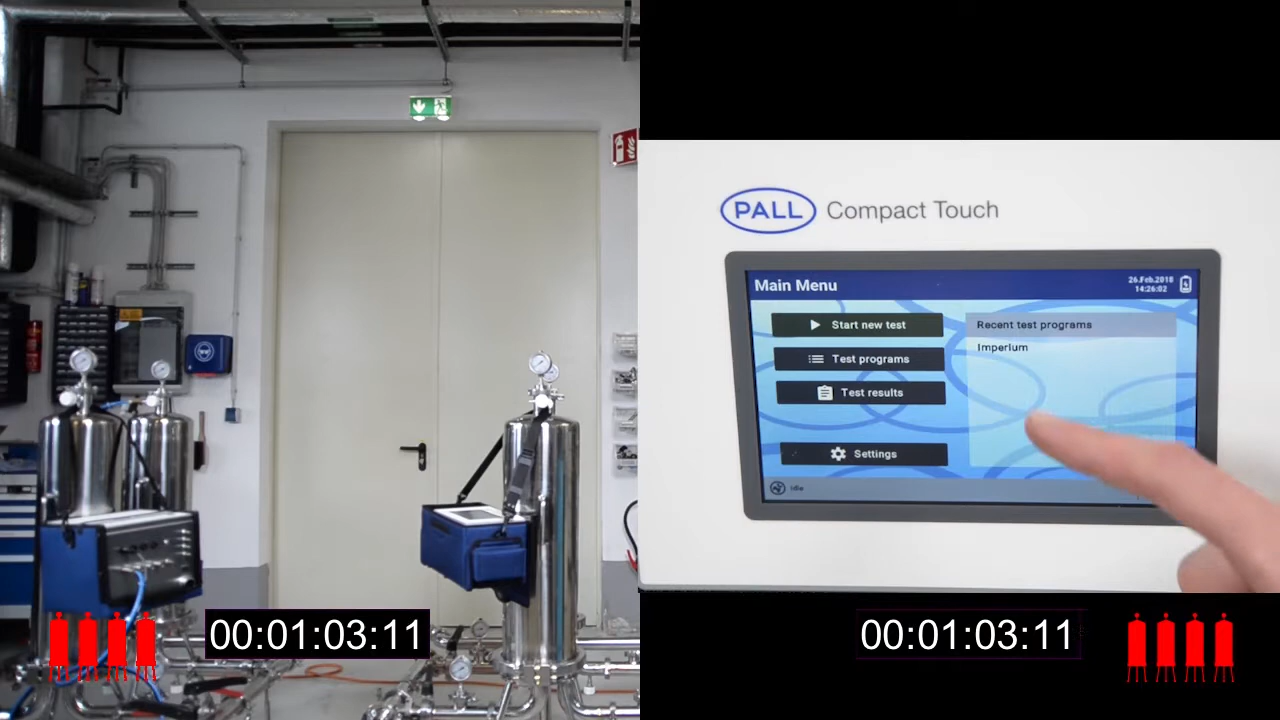 PALL Compact Touch
Main Menu
26.Feb.2018
14:26:02
Start new test
Test programs
Test results
Settings
Recent test programs
Imperium
Idle
00:01:03:11
00:01:03:11